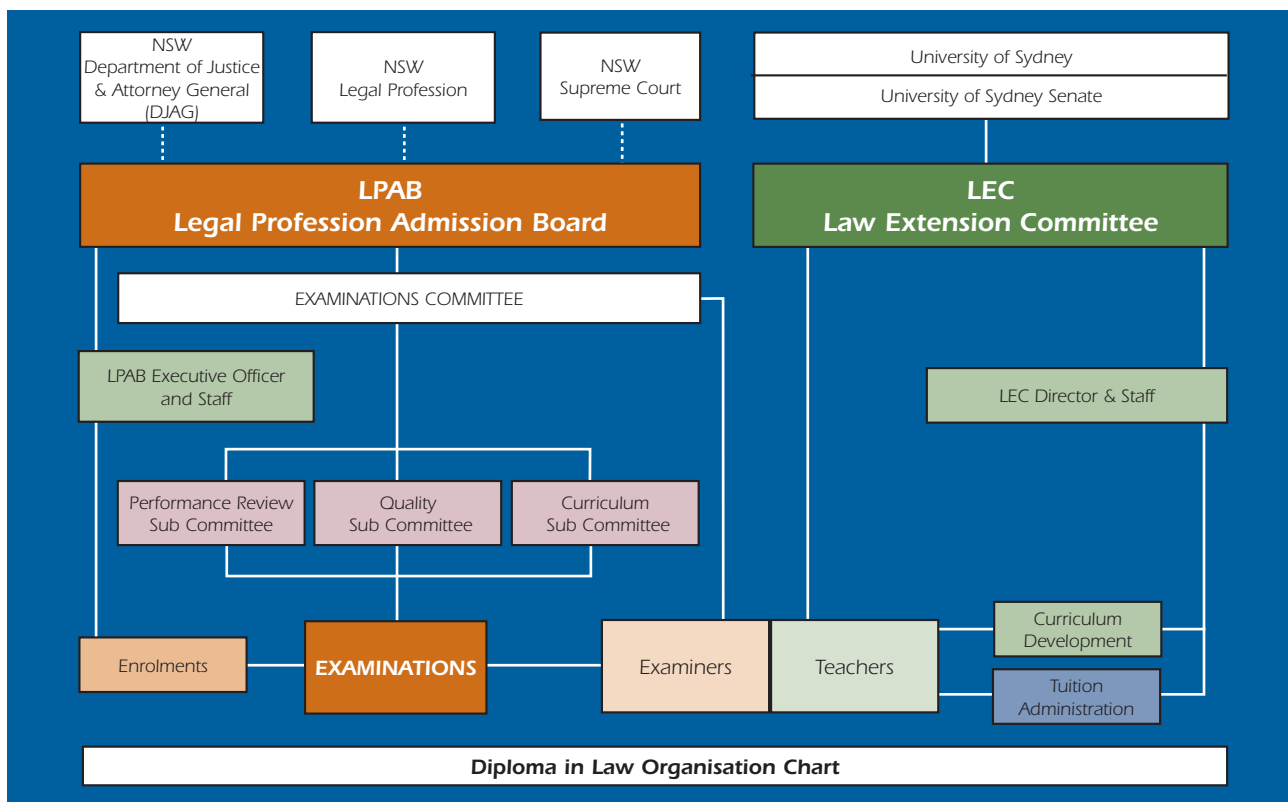 NSW
Department of Justice
& Attorney General
(DJAG)
NSW
Legal Profession
NSW
Supreme Court
University of Sydney
University of Sydney Senate
LPAB
Legal Profession Admission Board
LEC
Law Extension Committee
EXAMINATIONS COMMITTEE
LPAB Executive Officer
and Staff
LEC Director & Staff
Performance Review
Sub Committee
Quality
Sub Committee
Curriculum
Sub Committee
Enrolments
EXAMINATIONS
Examiners
Teachers
Curriculum
Development
Tuition
Administration
Diploma in Law Organisation Chart